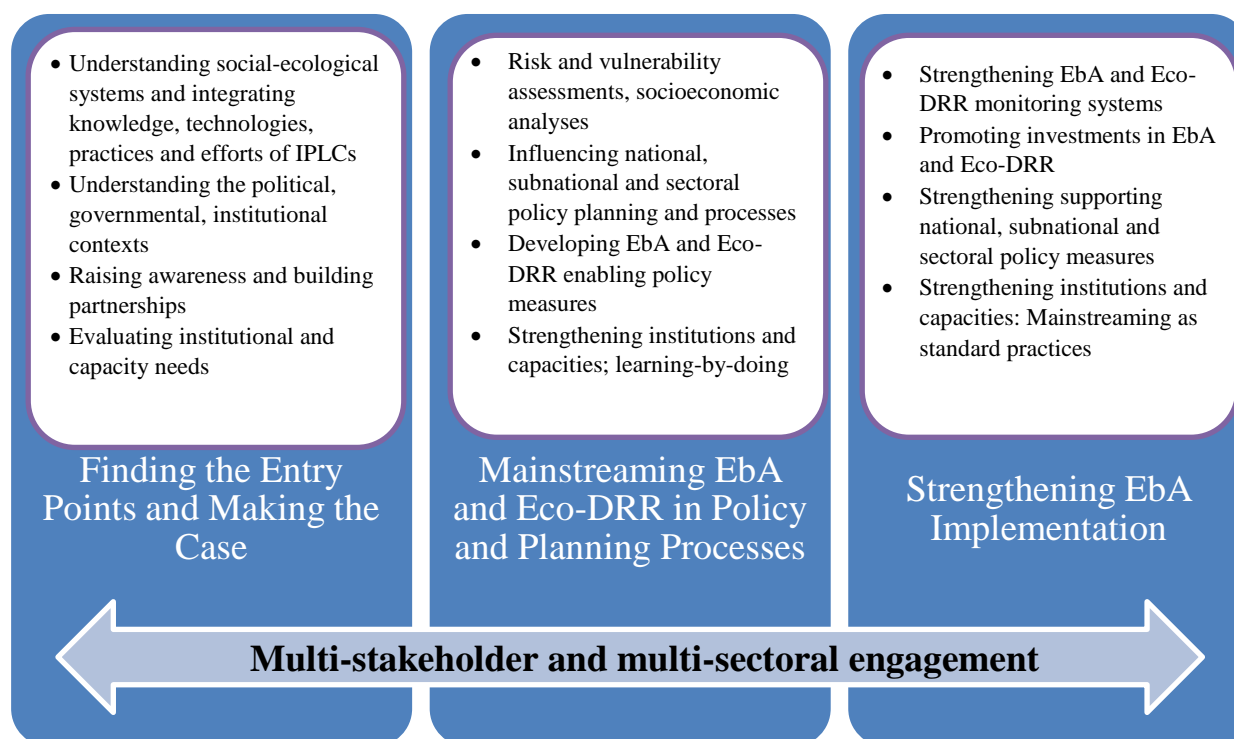 • Understanding social-ecological
systems and integrating
knowledge, technologies,
practices and efforts of IPLCs
• Understanding the political,
governmental, institutional
contexts
• Raising awareness and building
partnerships
• Evaluating institutional and
capacity needs
Finding the Entry
Points and Making the
Case
• Risk and vulnerability
assessments, socioeconomic
analyses
• Influencing national,
subnational and sectoral
policy planning and processes
• Developing EbA and Eco-
DRR enabling policy
measures
• Strengthening institutions and
capacities; learning-by-doing
Mainstreaming EbA
and Eco-DRR in Policy
and Planning Processes
• Strengthening EbA and Eco-
DRR monitoring systems
• Promoting investments in EbA
and Eco-DRR
• Strengthening supporting
national, subnational and
sectoral policy measures
• Strengthening institutions and
capacities: Mainstreaming as
standard practices
Strengthening EbA
Implementation
Multi-stakeholder and multi-sectoral engagement